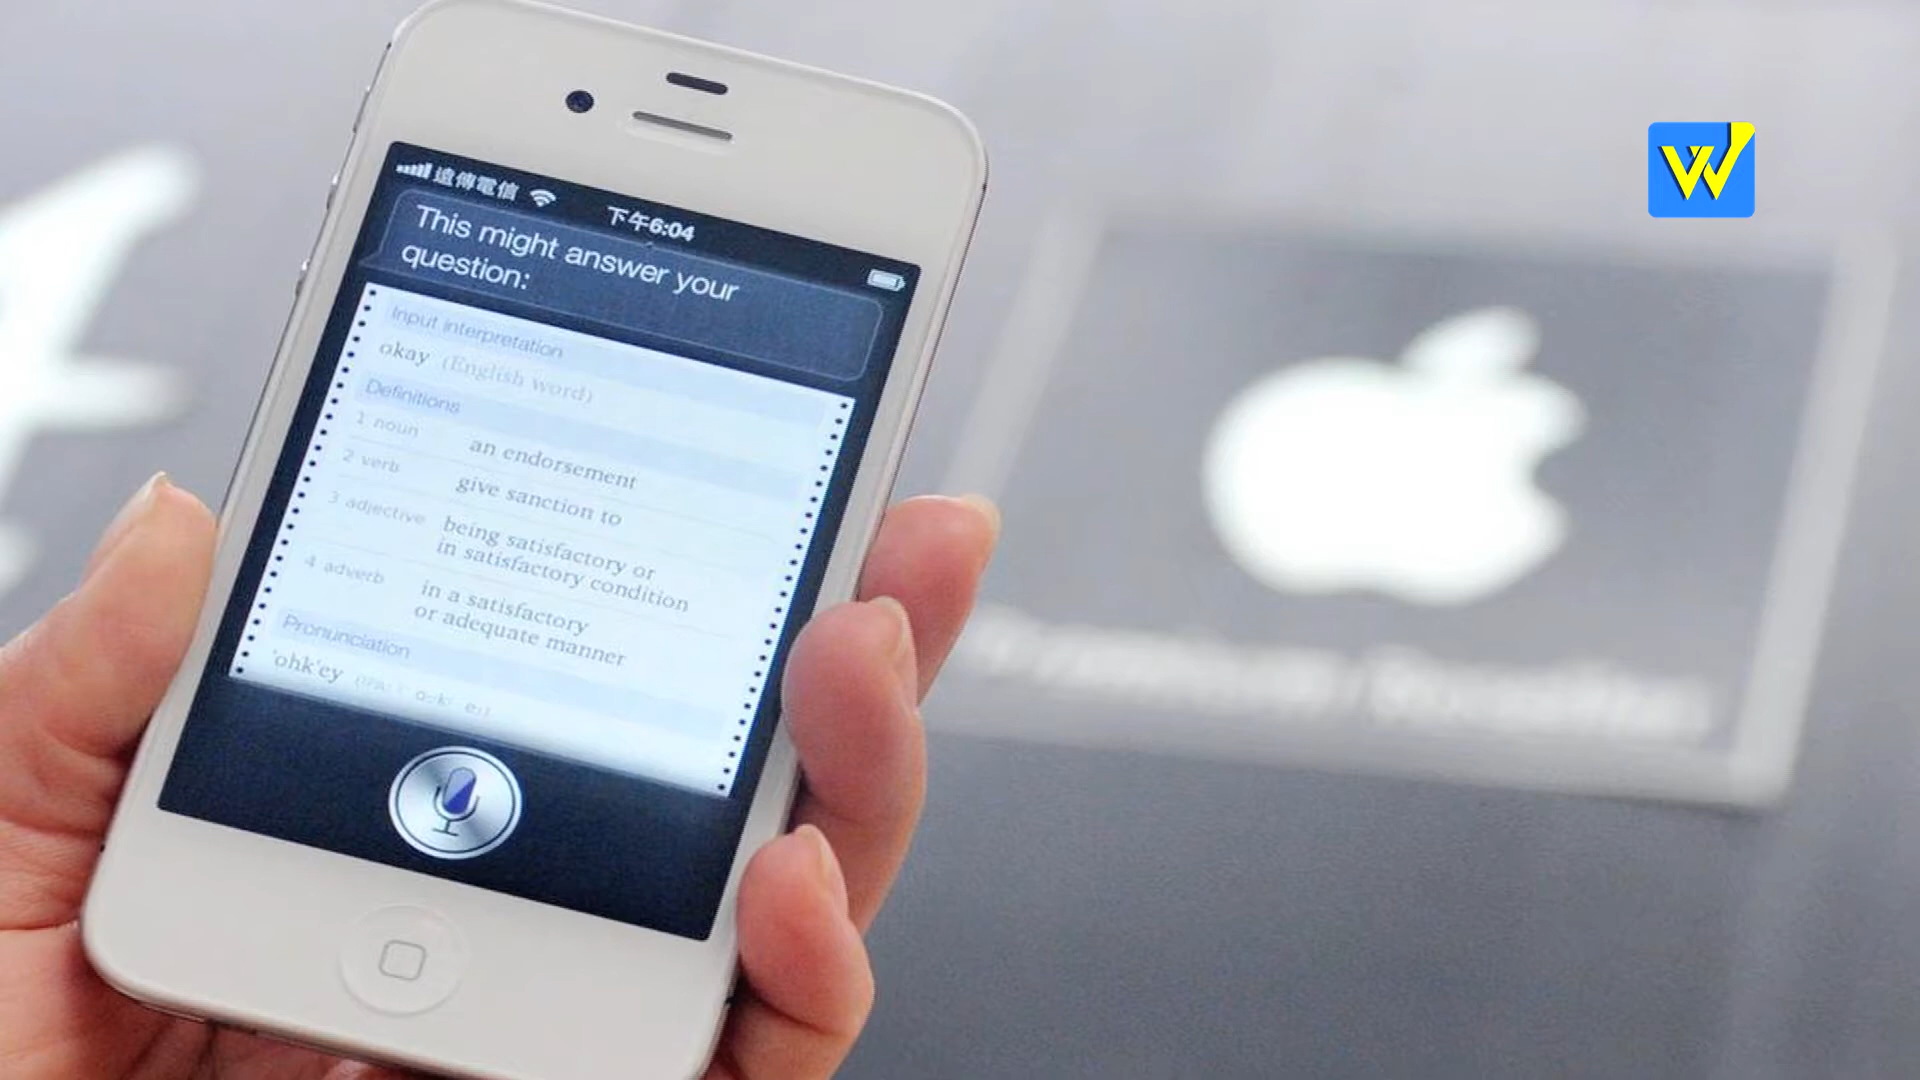 遠傳電信 下午6:04
This might answer your
question:
Input interpretation
okay (English word)
Definitions
1 noun an endorsement
2 verb give sanction to
3 adjective being satisfactory or
in satisfactory condition
4 adverb in a satisfactory
or adequate manner
Pronunciation
'ohk'ey
W